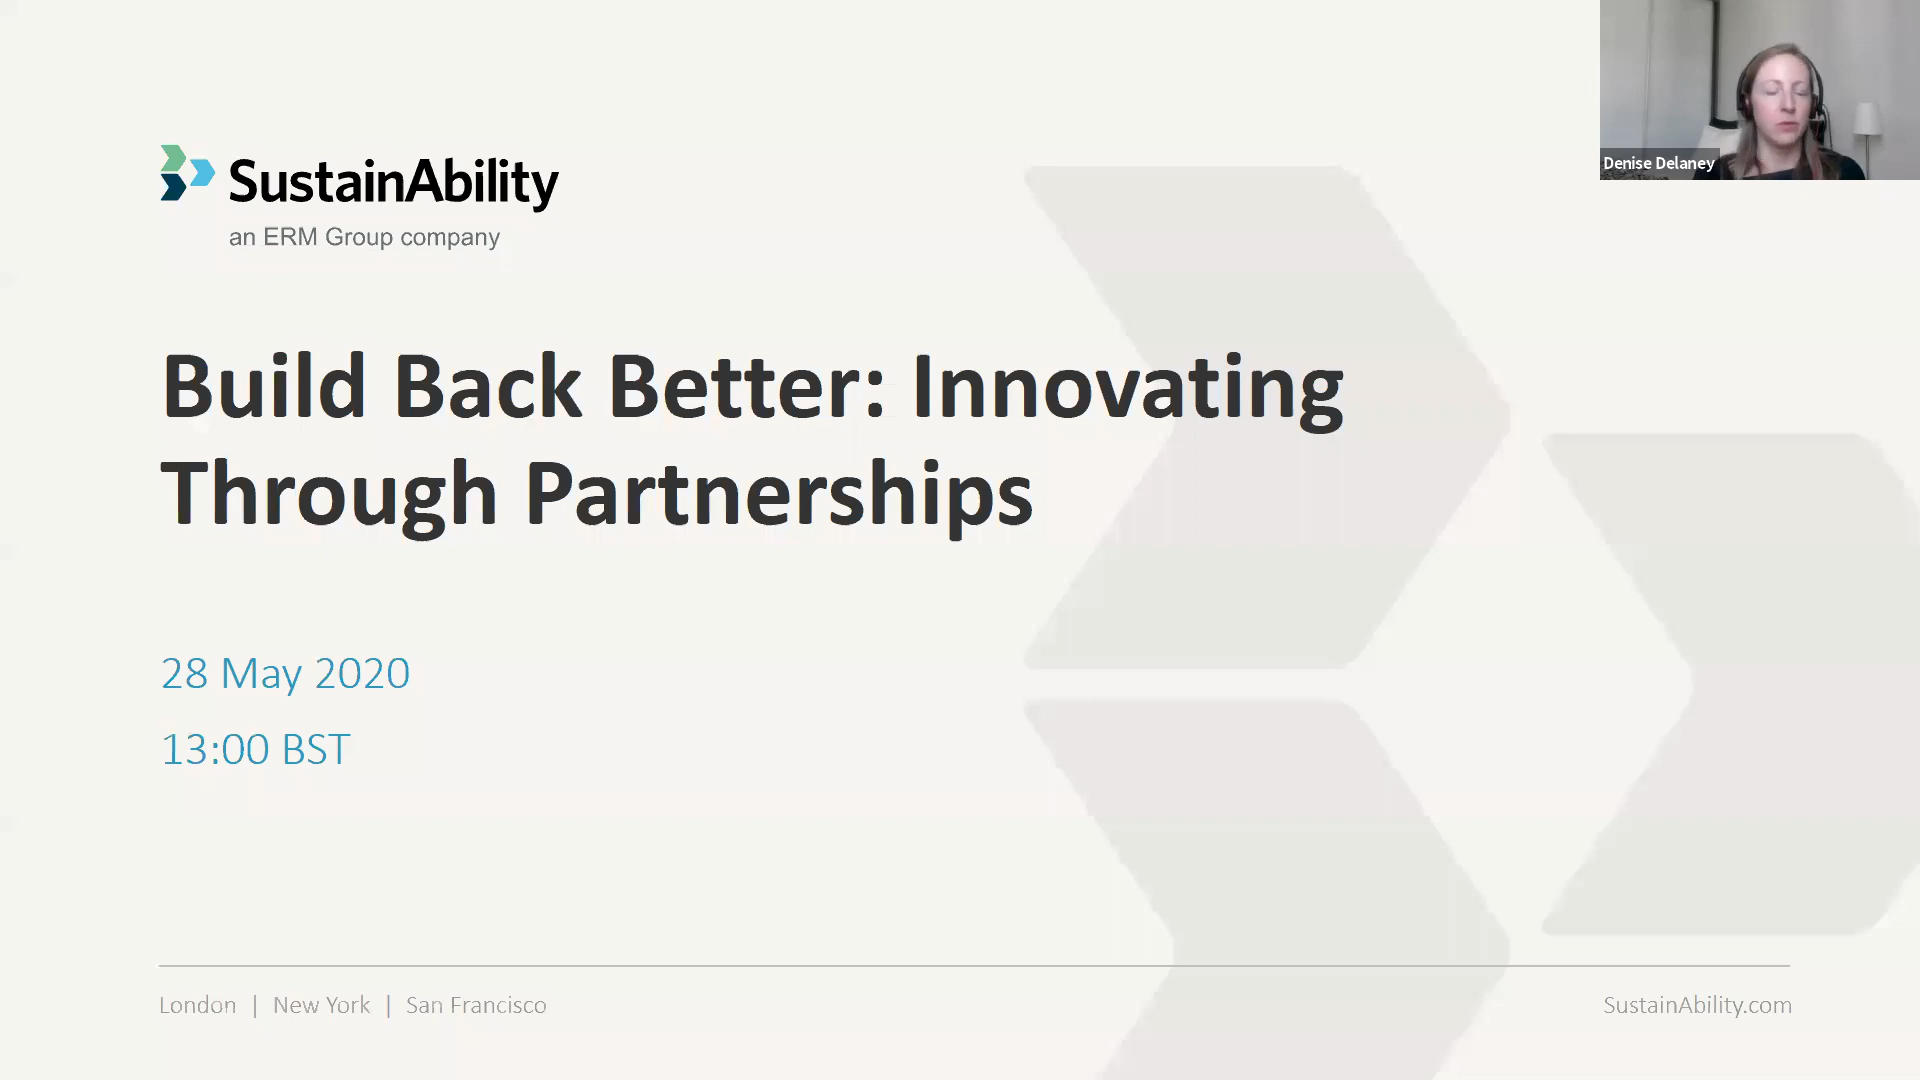 Denise Delaney
SustainAbility
an ERM Group company
Build Back Better: Innovating
Through Partnerships
28 May 2020
13:00 BST
London | New York | San Francisco
SustainAbility.com